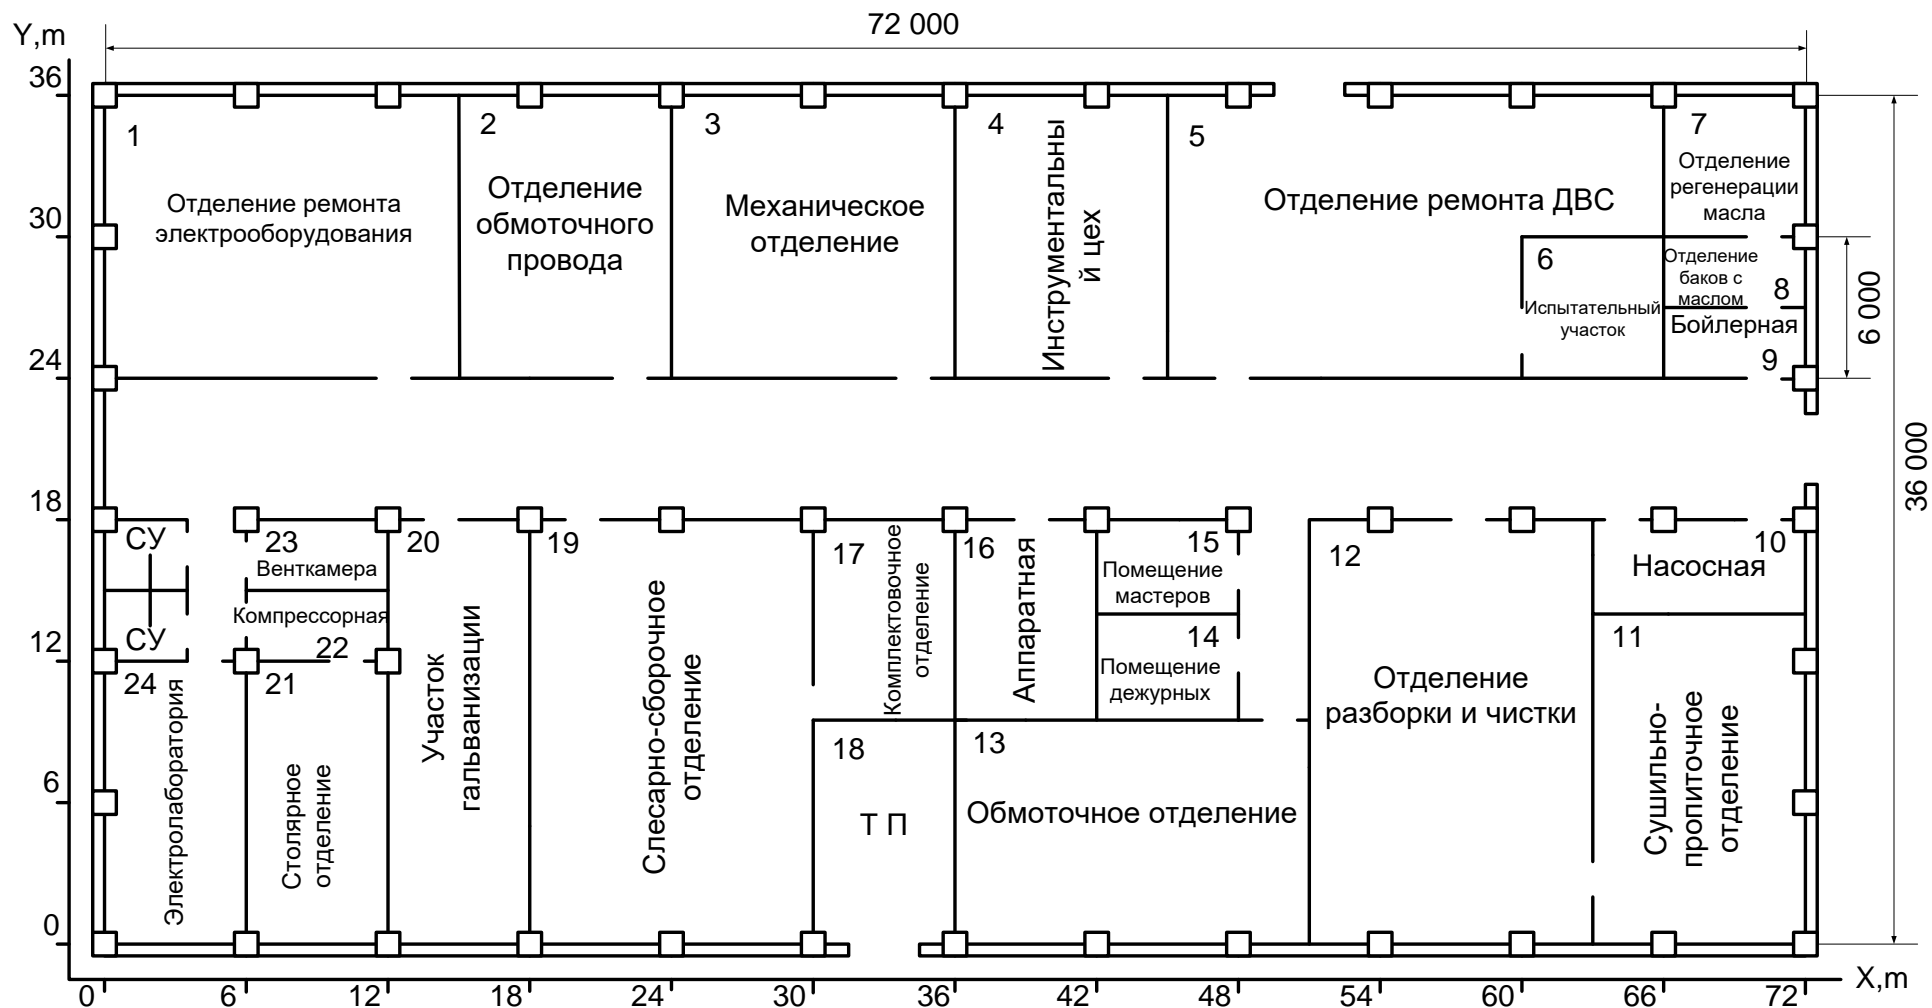 72 000
Y,m
36
1
2
3
4
5
7
Отделение ремонта
электрооборудования
Отделение
обмоточного
провода
Механическое
отделение
Инструментальны
й цех
Отделение ремонта ДВС
Отделение
регенерации
масла
30
6
Испытательный
участок
Отделение
баков с
маслом
8
Бойлерная
9
6 000
24
36 000
18
СУ
23
Венткамера
20
19
17
16
15
Помещение
мастеров
12
10
Насосная
СУ
Компрессорная
22
12
24
Электролаборатория
21
Столярное
отделение
Участок
гальванизации
Слесарно-сборочное
отделение
Комплектовочное
отделение
Аппаратная
14
Помещение
дежурных
Отделение
разборки и чистки
11
Сушильно-
пропиточное
отделение
18
Т П
13
Обмоточное отделение
6
0
0
6
12
18
24
30
36
42
48
54
60
66
72
X,m